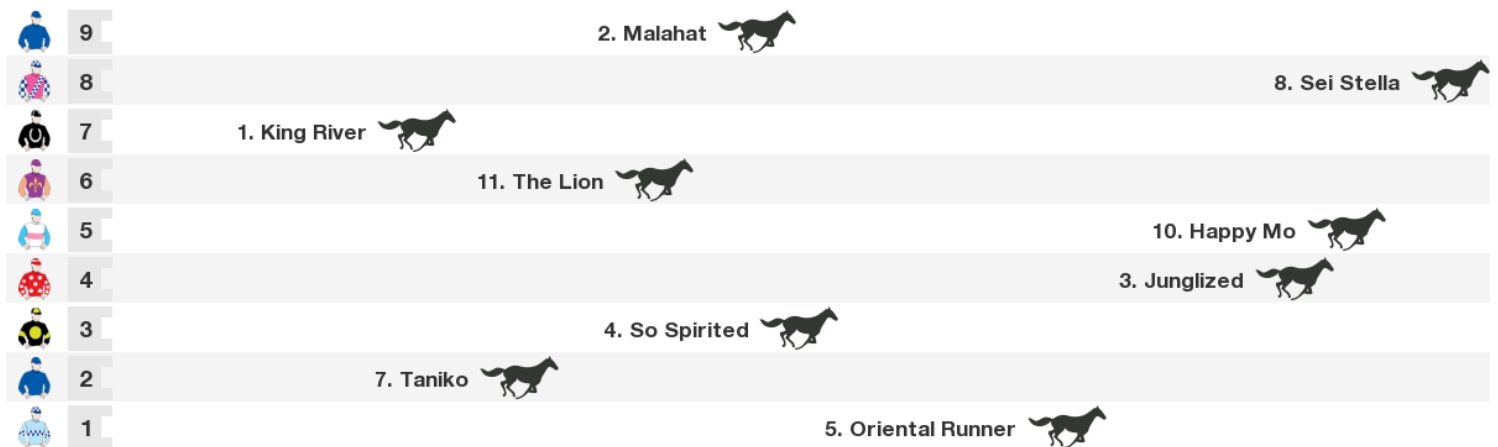 9 2. Malahat
8 8. Sei Stella
7 1. King River
6 11. The Lion
5 10. Happy Mo
4 3. Junglized
3 4. So Spirited
2 7. Taniko
1 5. Oriental Runner